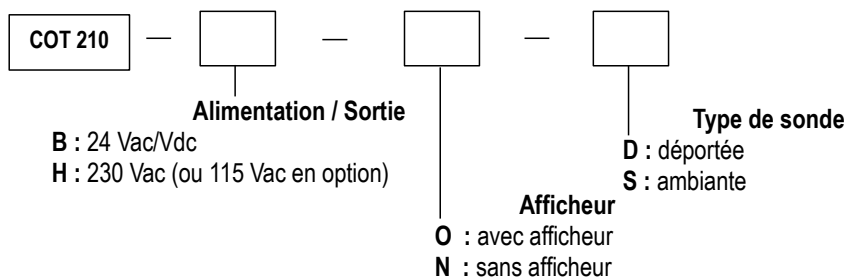 COT 210 — — —
Alimentation / Sortie
B : 24 Vac/Vdc
H : 230 Vac (ou 115 Vac en option)
Afficheur
O : avec afficheur
N : sans afficheur
Type de sonde
D : déportée
S : ambiante